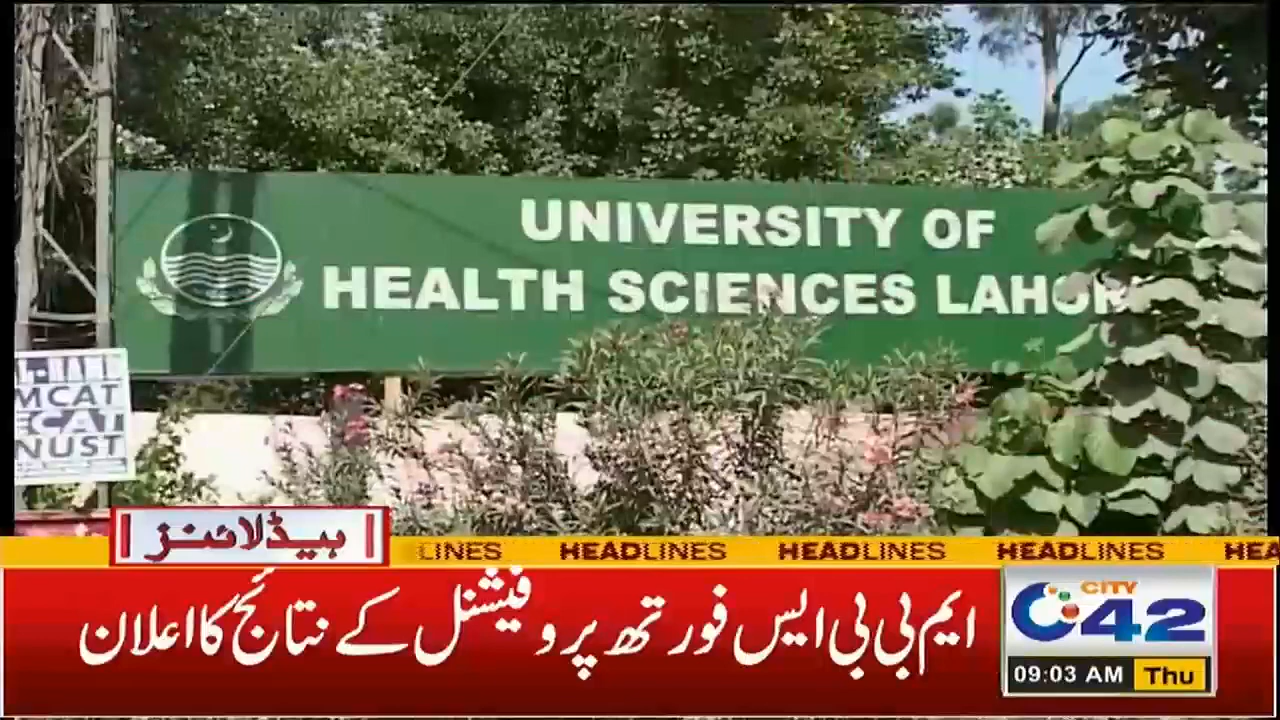 UNIVERSITY OF
HEALTH SCIENCES LAHOR
MCAT
ECAT
NUST
ہیڈلائنز
LINES HEADLINES HEADLINES HEADLINES HEA
ایم بی بی ایس فورتھ پروفیشنل کے نتائج کا اعلان
CITY
42
09:03 AM Thu